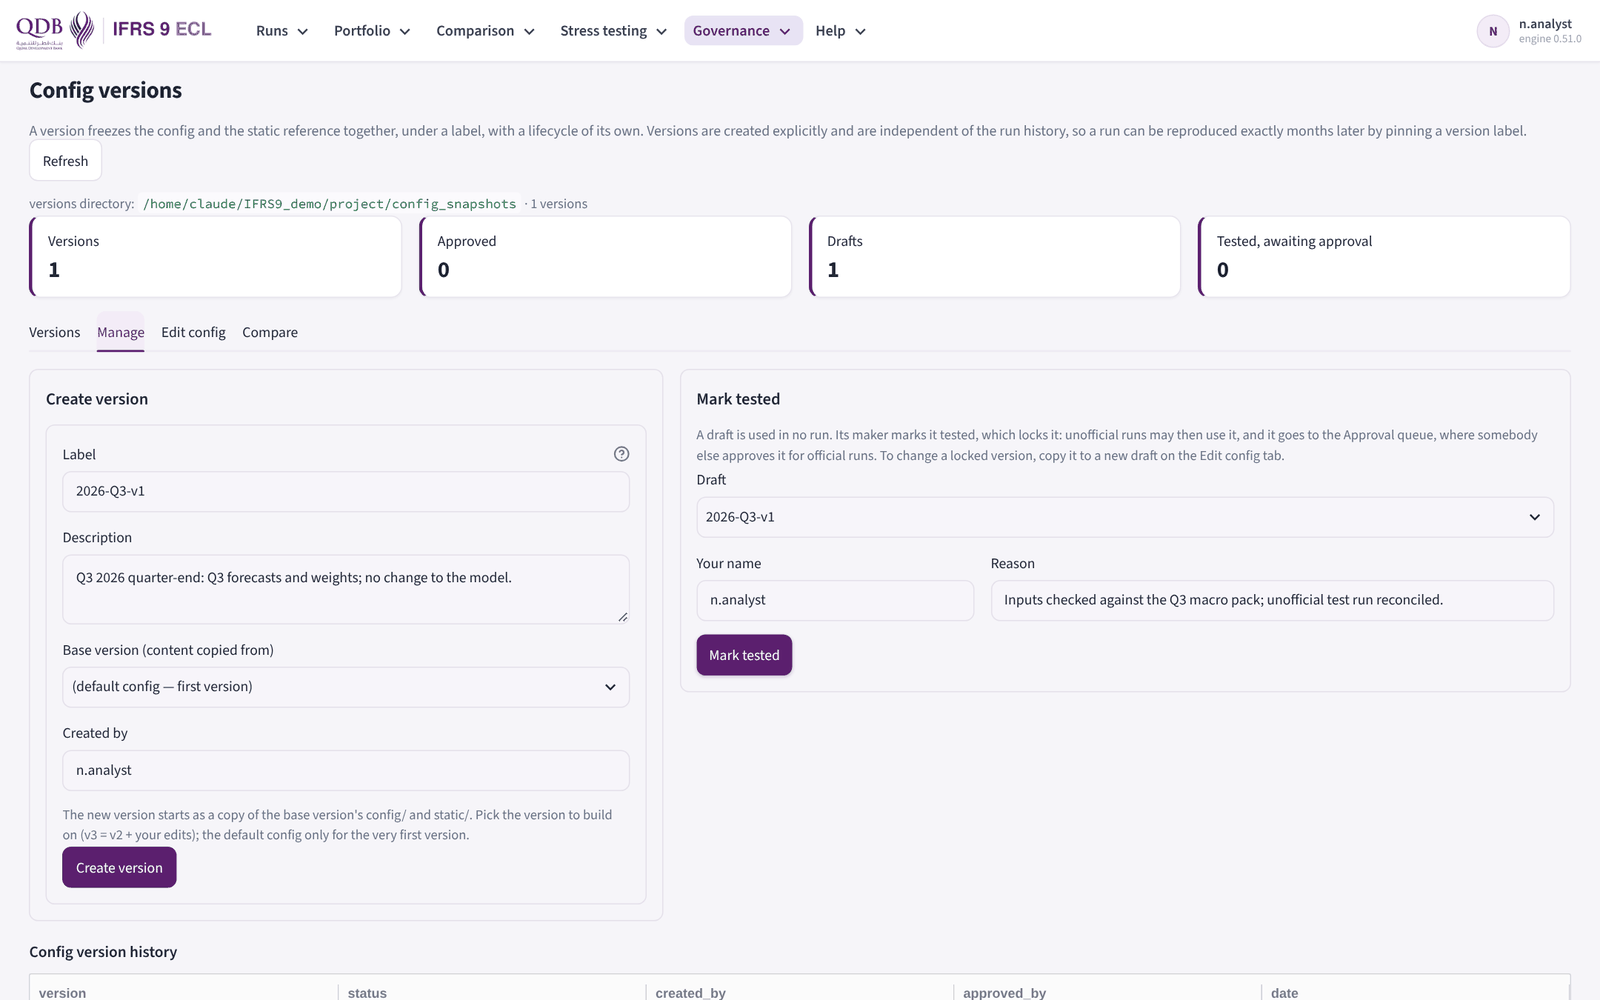 QDB
IFRS 9 ECL
Runs
Portfolio
Comparison
Stress testing
Governance
Help
N
n.analyst
engine 0.51.0
Config versions
A version freezes the config and the static reference together, under a label, with a lifecycle of its own. Versions are created explicitly and are independent of the run history, so a run can be reproduced exactly months later by pinning a version label.
Refresh
versions directory: /home/claude/IFRS9_demo/project/config_snapshots · 1 versions
Versions
1
Approved
0
Drafts
1
Tested, awaiting approval
0
Versions
Manage
Edit config
Compare
Create version
Label
2026-Q3-v1
Description
Q3 2026 quarter-end: Q3 forecasts and weights; no change to the model.
Base version (content copied from)
(default config — first version)
Created by
n.analyst
The new version starts as a copy of the base version's config/ and static/. Pick the version to build
on (v3 = v2 + your edits); the default config only for the very first version.
Create version
Mark tested
A draft is used in no run. Its maker marks it tested, which locks it: unofficial runs may then use it, and it goes to the Approval queue, where somebody
else approves it for official runs. To change a locked version, copy it to a new draft on the Edit config tab.
Draft
2026-Q3-v1
Your name
n.analyst
Reason
Inputs checked against the Q3 macro pack; unofficial test run reconciled.
Mark tested
Config version history
version
status
created_by
approved_by
date